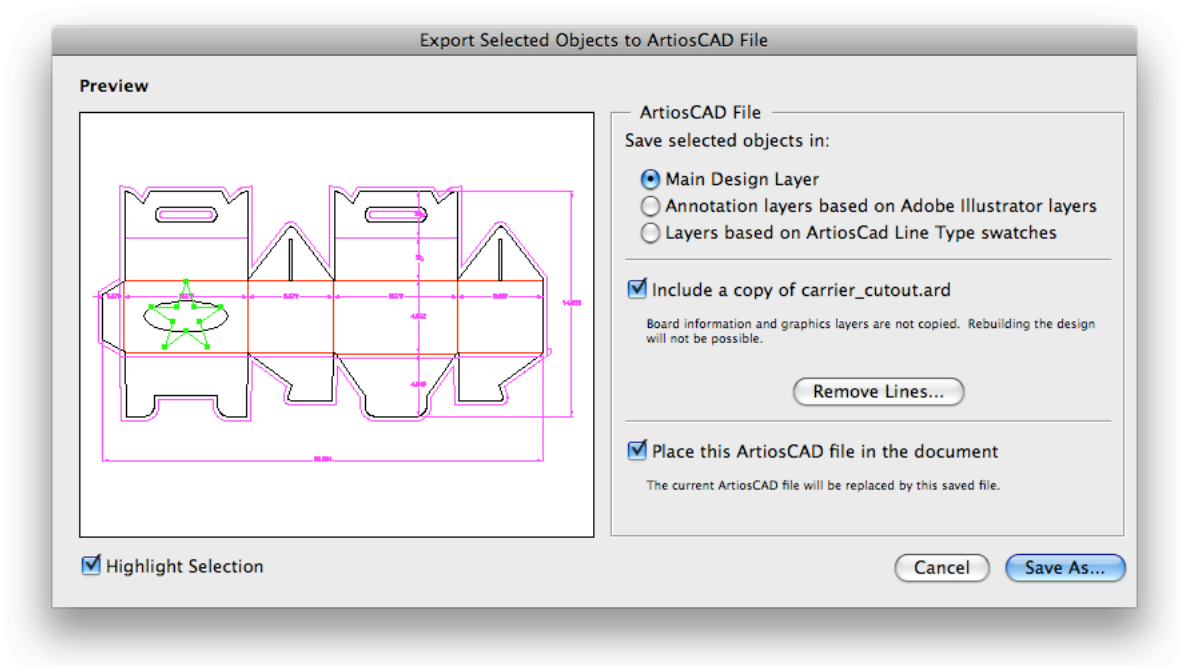 Export Selected Objects to ArtiosCAD File
Preview
ArtiosCAD File
Save selected objects in:
Main Design Layer
Annotation layers based on Adobe Illustrator layers
Layers based on ArtiosCad Line Type swatches
Include a copy of carrier_cutout.ard
Board information and graphics layers are not copied. Rebuilding the design
will not be possible.
Remove Lines...
Place this ArtiosCAD file in the document
The current ArtiosCAD file will be replaced by this saved file.
Highlight Selection
Cancel
Save As...